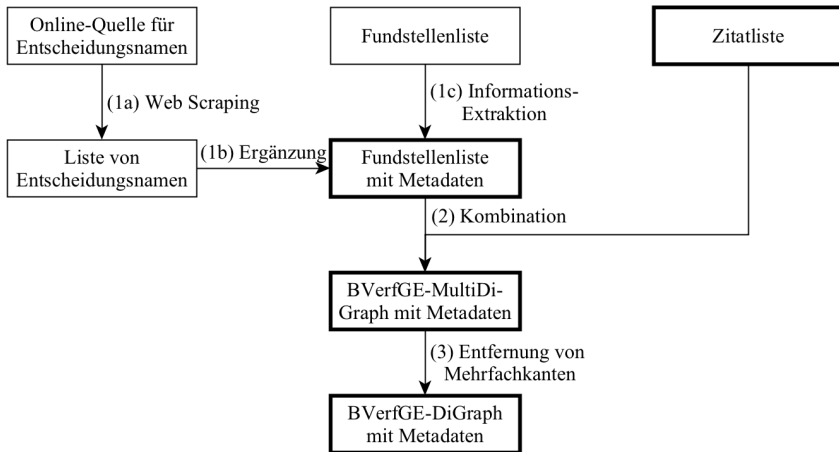 Online-Quelle für
Entscheidungsnamen
Fundstellenliste
Zitatliste
(1a) Web Scraping
(1c) Informations-
Extraktion
Liste von
Entscheidungsnamen
(1b) Ergänzung
Fundstellenliste
mit Metadaten
(2) Kombination
BVerfGE-MultiDi-
Graph mit Metadaten
(3) Entfernung von
Mehrfachkanten
BVerfGE-DiGraph
mit Metadaten